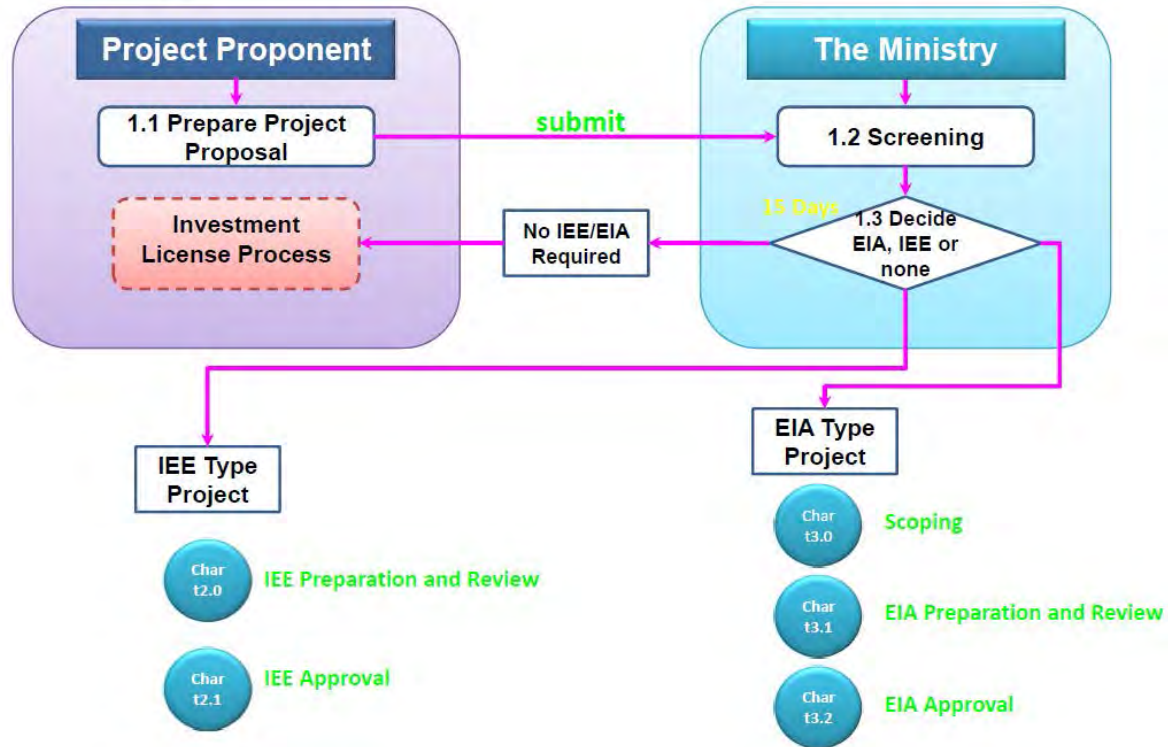 Project Proponent
The Ministry
1.1 Prepare Project
Proposal
submit
1.2 Screening
Investment
License Process
No IEE/EIA
Required
15 Days
1.3 Decide
EIA, IEE or
none
IEE Type
Project
EIA Type
Project
Char
t2.0
IEE Preparation and Review
Char
t2.1
IEE Approval
Char
t3.0
Scoping
Char
t3.1
EIA Preparation and Review
Char
t3.2
EIA Approval